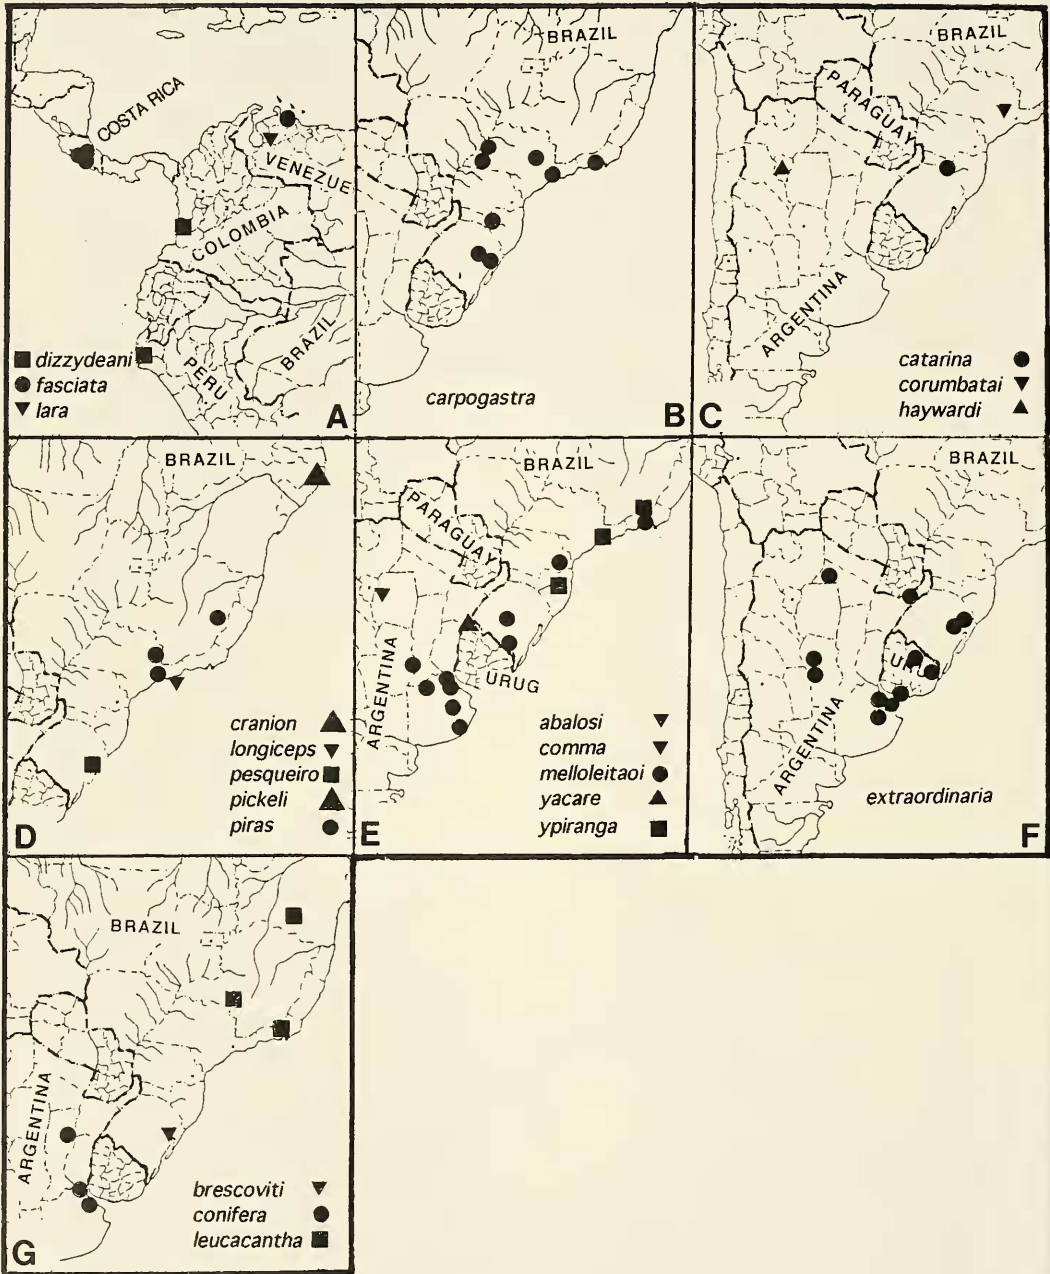 COSTA RICA
VENEZUE
COLOMBIA
BRAZIL
PERU
dizzydeani
fasciata
lara
A
BRAZIL
carpogastra
B
BRAZIL
PARAGUAY
ARGENTINA
catarina
corumbatai
haywardi
C
BRAZIL
cranion
longiceps
pesqueiro
pickeli
piras
D
BRAZIL
PARAGUAY
ARGENTINA
URUG
abalosi
comma
melloleitaoi
yacare
ypiranga
E
BRAZIL
URU
ARGENTINA
extraordinaria
F
BRAZIL
ARGENTINA
brescoviti
conifera
leucacantha
G